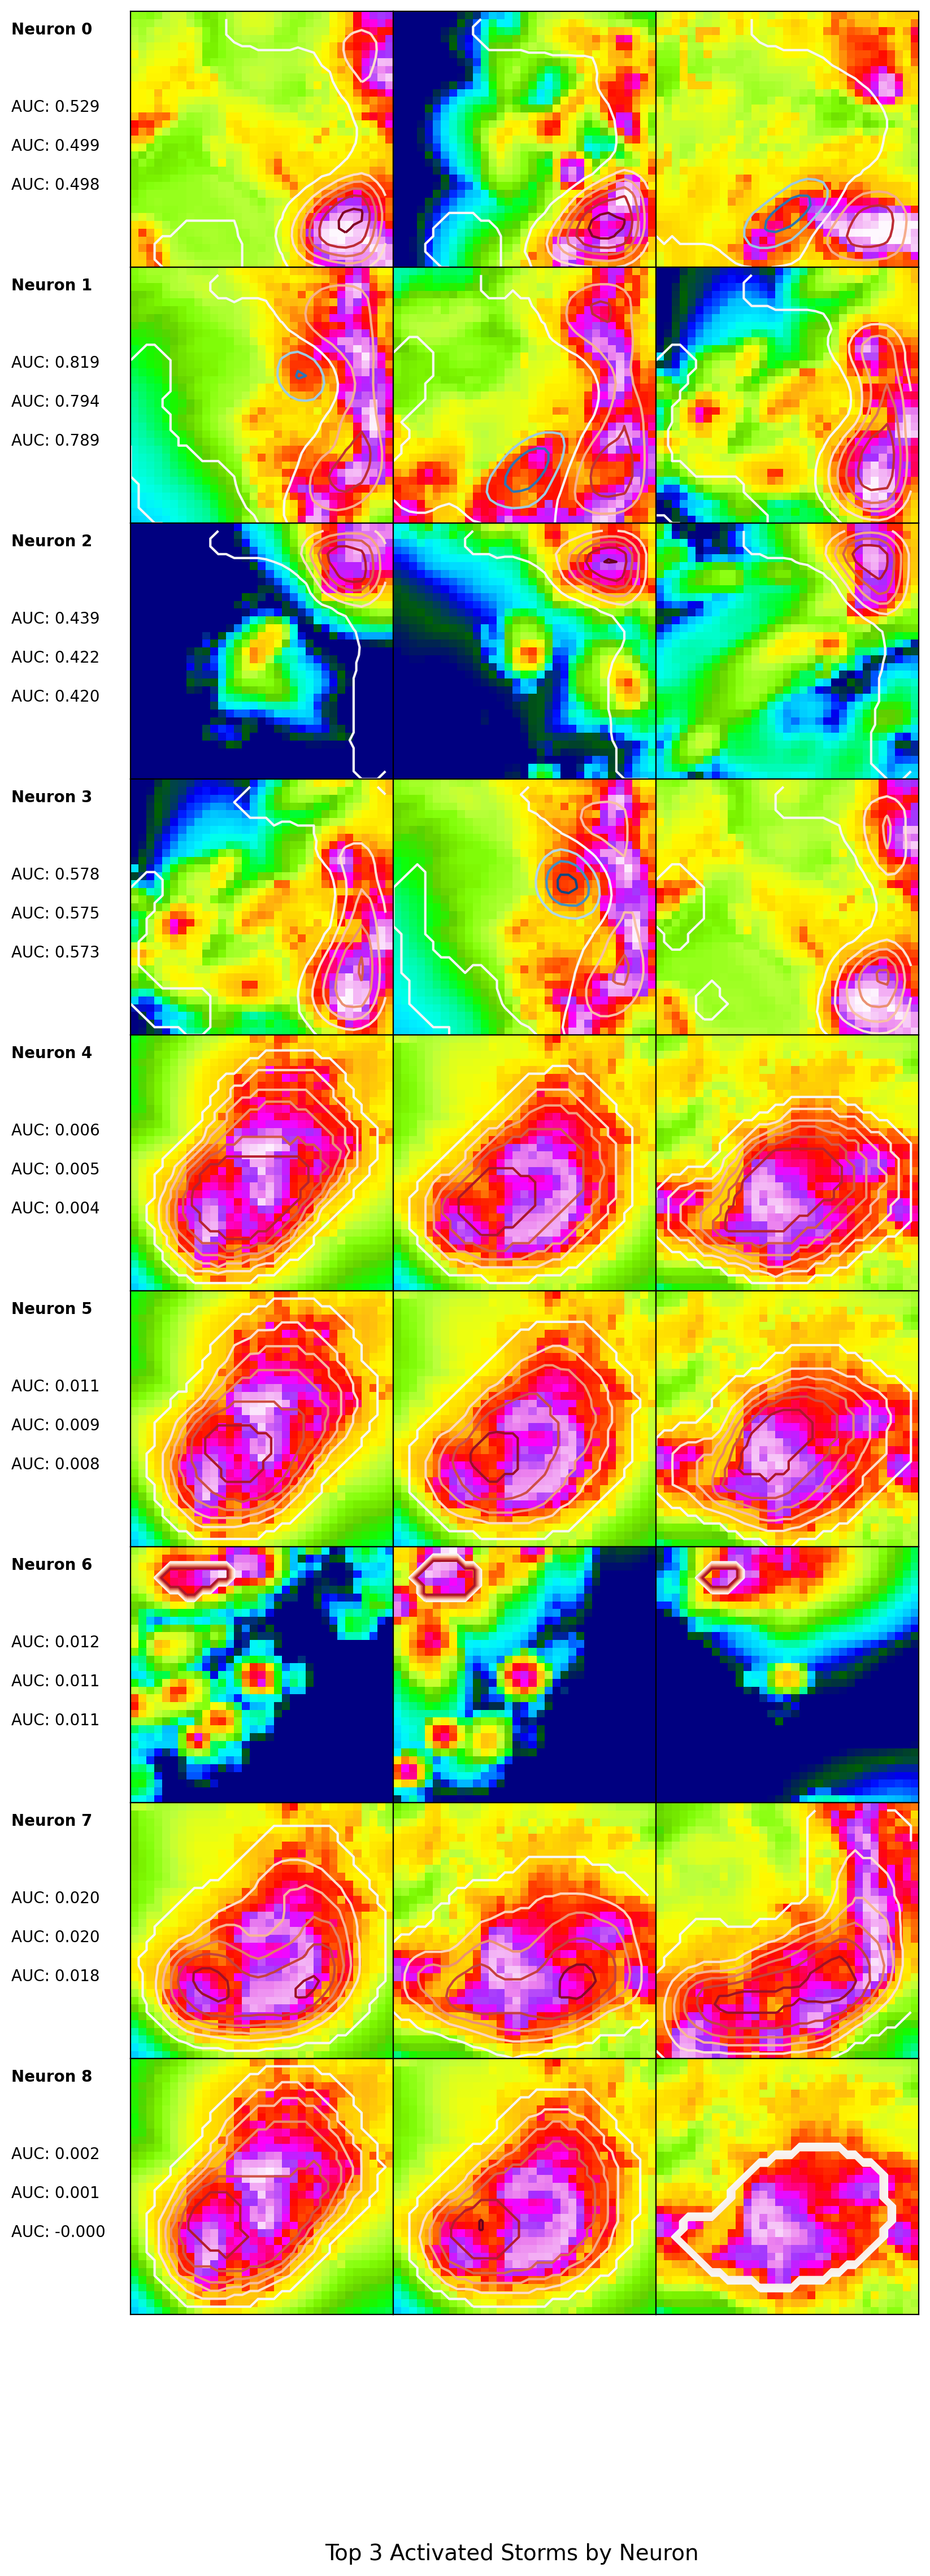 Neuron 0
AUC: 0.529
AUC: 0.499
AUC: 0.498
Neuron 1
AUC: 0.819
AUC: 0.794
AUC: 0.789
Neuron 2
AUC: 0.439
AUC: 0.422
AUC: 0.420
Neuron 3
AUC: 0.578
AUC: 0.575
AUC: 0.573
Neuron 4
AUC: 0.006
AUC: 0.005
AUC: 0.004
Neuron 5
AUC: 0.011
AUC: 0.009
AUC: 0.008
Neuron 6
AUC: 0.012
AUC: 0.011
AUC: 0.011
Neuron 7
AUC: 0.020
AUC: 0.020
AUC: 0.018
Neuron 8
AUC: 0.002
AUC: 0.001
AUC: -0.000
Top 3 Activated Storms by Neuron